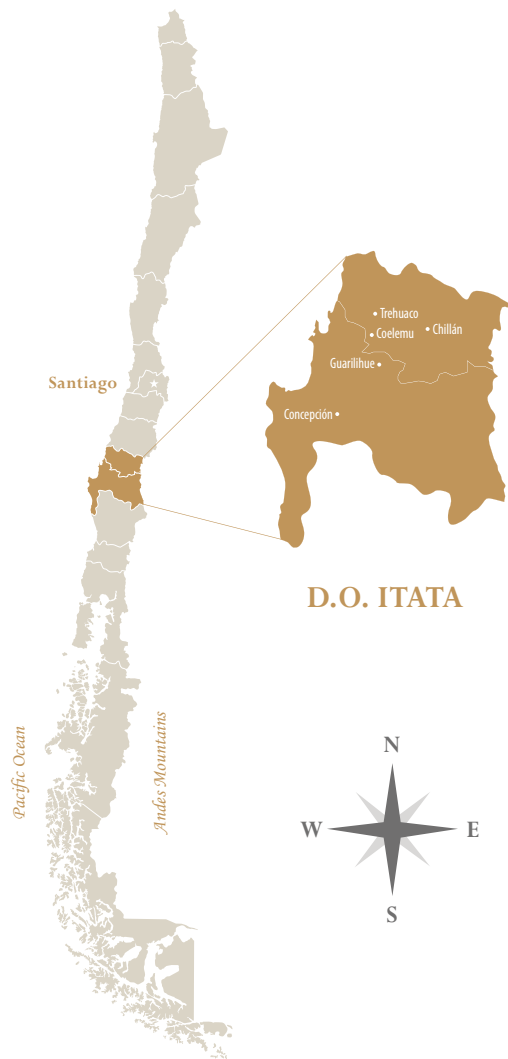 Trehuaco
Chillán
Coelemu
Guarilihue
Santiago
Concepción
D.O. ITATA
Pacific Ocean
Andes Mountains
N
W
E
S